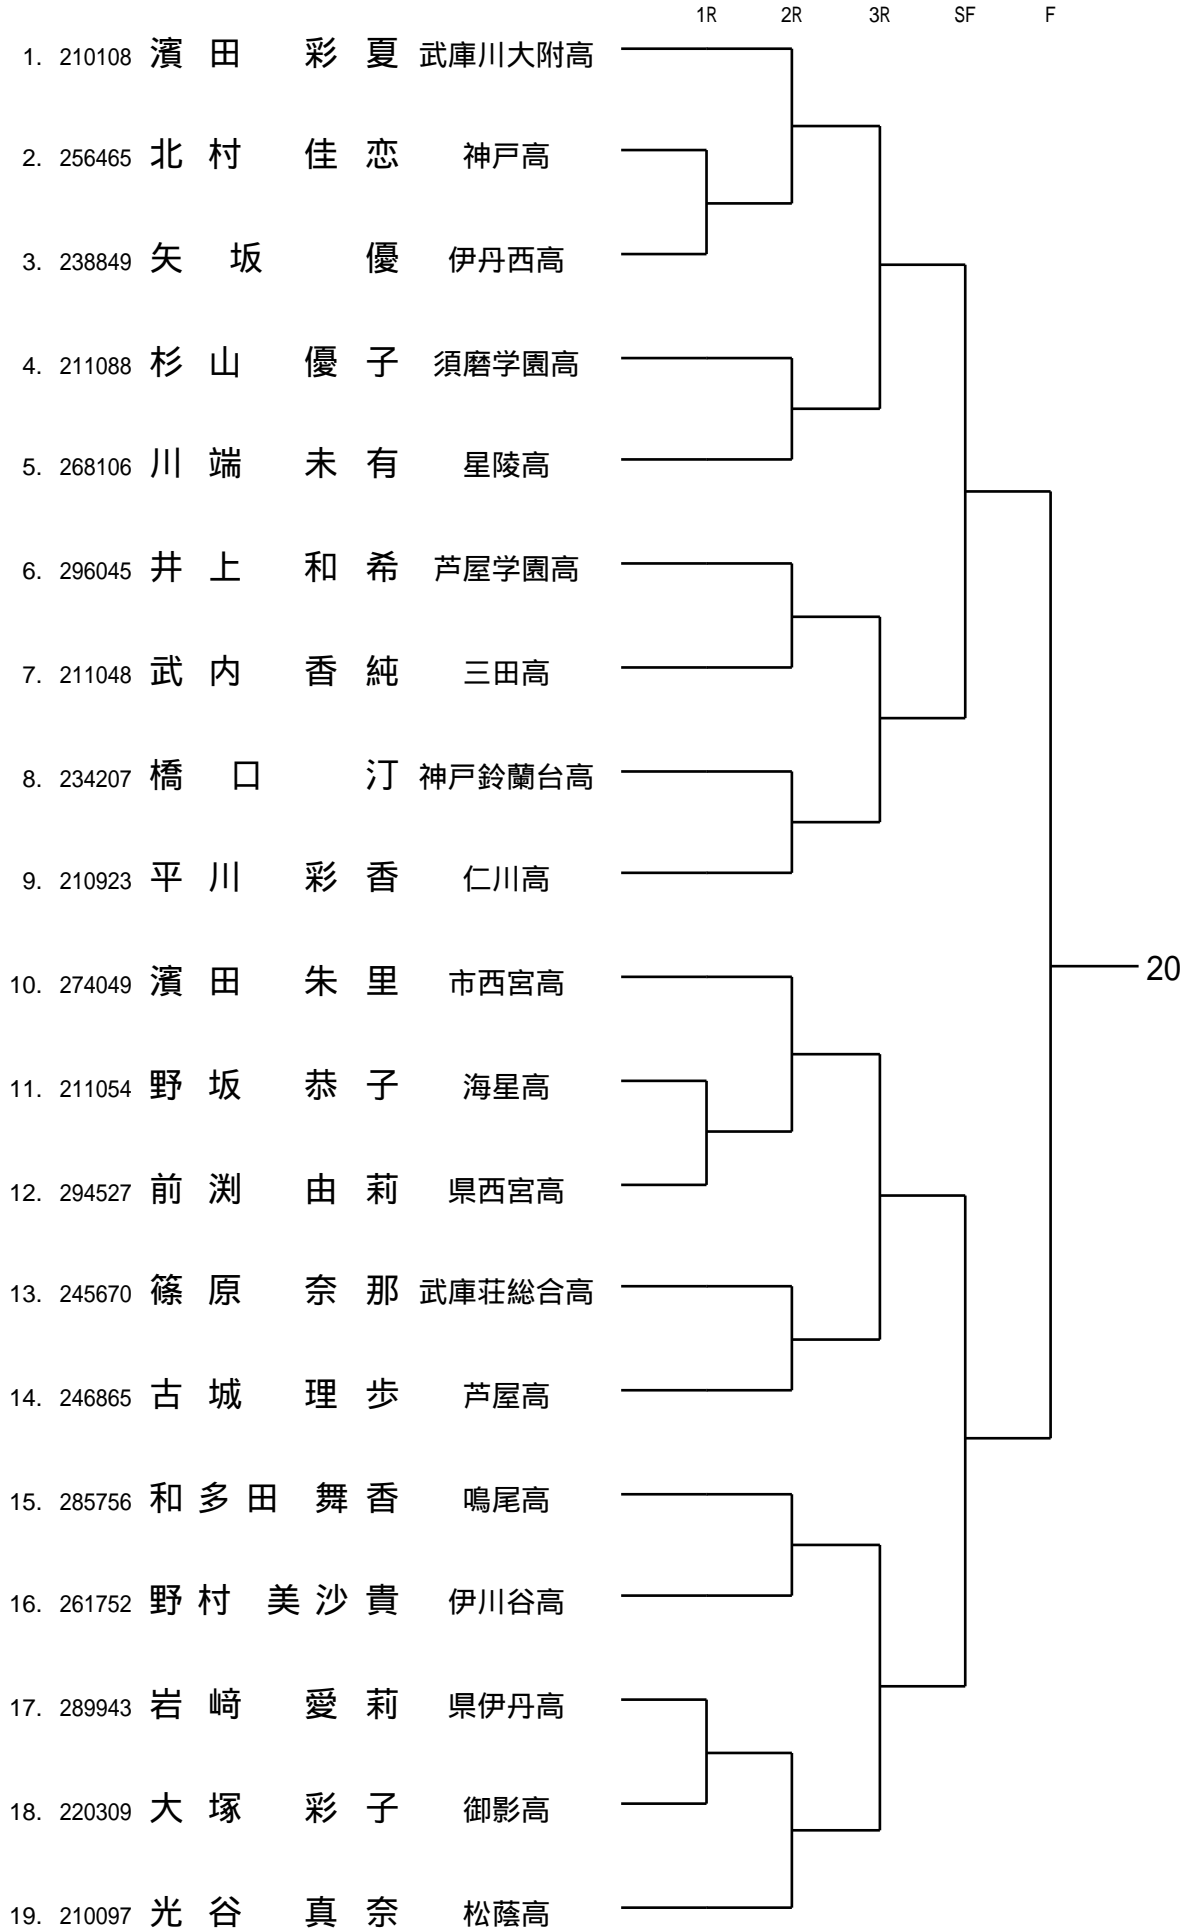 1R 2R 3R SF F
1. 210108 濱田 彩夏 武庫川大附高
2. 256465 北村 佳恋 神戸高
3. 238849 矢坂 優 伊丹西高
4. 211088 杉山 優子 須磨学園高
5. 268106 川端 未有 星陵高
6. 296045 井上 和希 芦屋学園高
7. 211048 武内 香純 三田高
8. 234207 橋口 汀 神戸鈴蘭台高
9. 210923 平川 彩香 仁川高
20
10. 274049 濱田 朱里 市西宮高
11. 211054 野坂 恭子 海星高
12. 294527 前渕 由莉 県西宮高
13. 245670 篠原 奈那 武庫荘総合高
14. 246865 古城 理歩 芦屋高
15. 285756 和多田 舞香 鳴尾高
16. 261752 野村 美沙貴 伊川谷高
17. 289943 岩﨑 愛莉 県伊丹高
18. 220309 大塚 彩子 御影高
19. 210097 光谷 真奈 松蔭高